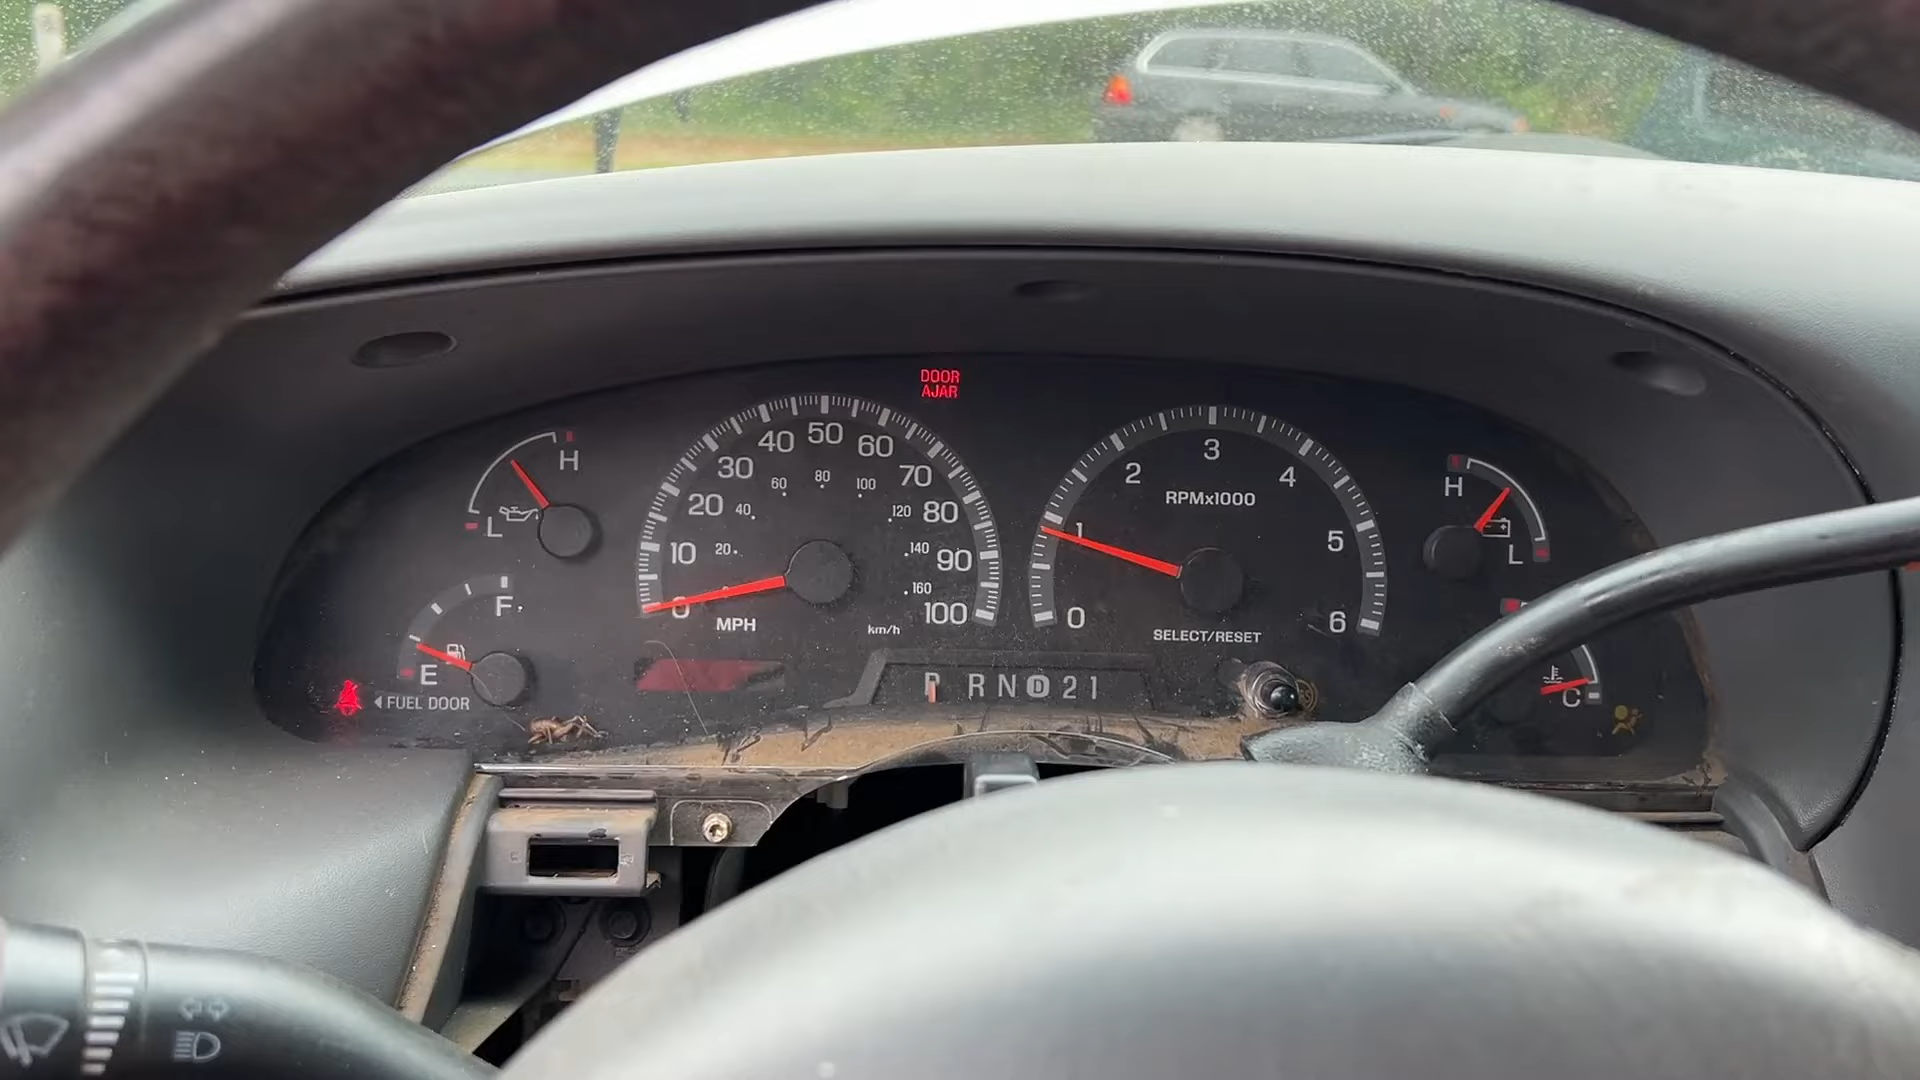 DOOR
AJAR
H
L
40 50 60
30 70
20 80
10 90
0 100
60 80 100
40 120
20 140
160
MPH
km/h
3
2 4
RPMx1000
1 5
0 6
SELECT/RESET
H
L
F
E
FUEL DOOR
P R N D 2 1
C